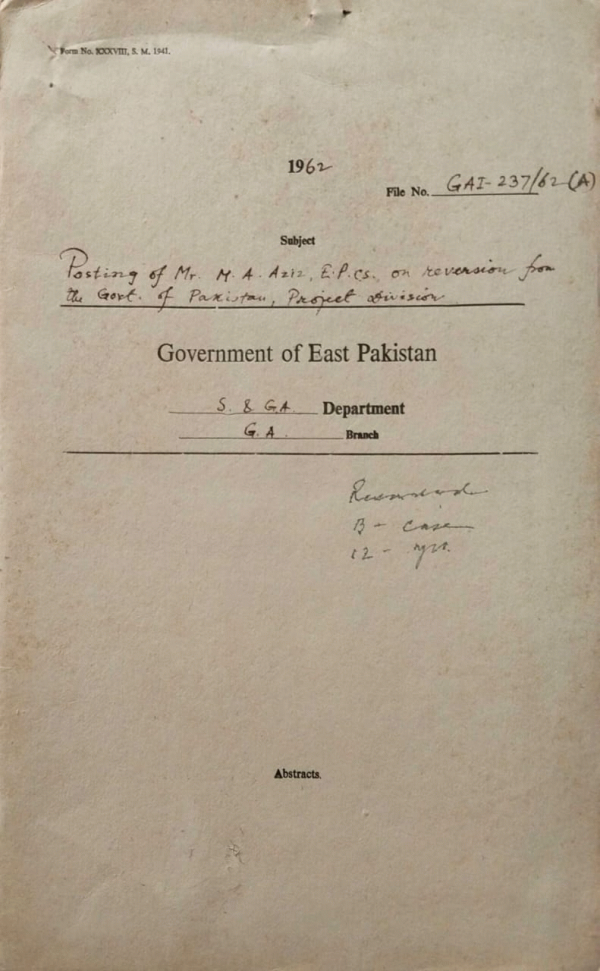 Form No. XXXVIII, S. M. 1941.
1962
File No. GAI-237/62(A)
Subject
Posting of Mr. M. A. Aziz, E.P.C.S. on reversion from
the Govt. of Pakistan, Project Division
Government of East Pakistan
S. & G.A. Department
G. A. Branch
B - case
12 - yrs.
Abstracts.